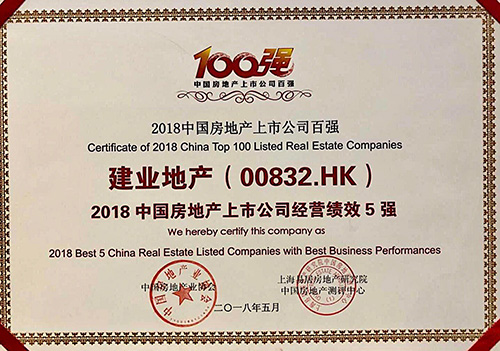 100强
中国房地产上市公司百强
2018中国房地产上市公司百强
Certificate of 2018 China Top 100 Listed Real Estate Companies
建业地产（00832.HK）
2018 中国房地产上市公司经营绩效 5 强
We hereby certify this company as
2018 Best 5 China Real Estate Listed Companies with Best Business Performances
中国房地产业协会
上海易居房地产研究院
中国房地产测评中心
二〇一八年五月